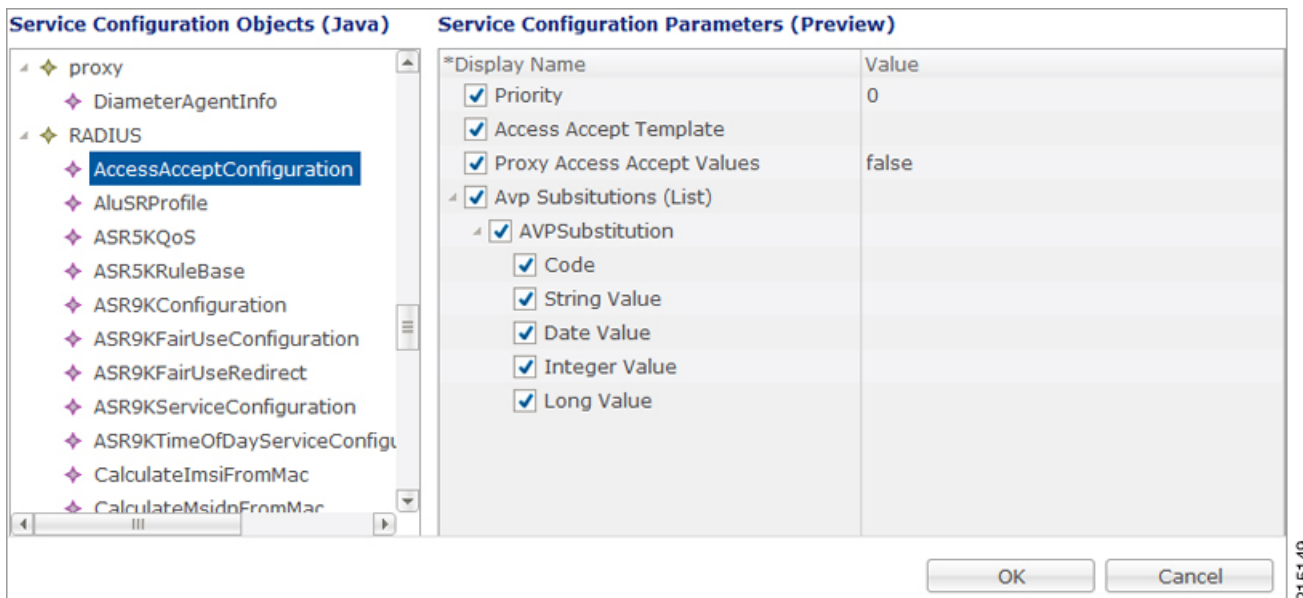 Service Configuration Objects (Java)
proxy
DiameterAgentInfo
RADIUS
AccessAcceptConfiguration
AluSRProfile
ASR5KQoS
ASR5KRuleBase
ASR9KConfiguration
ASR9KFairUseConfiguration
ASR9KFairUseRedirect
ASR9KServiceConfiguration
ASR9KTimeOfDayServiceConfigu
CalculateImsiFromMac
CalculateMsidnFromMac
Service Configuration Parameters (Preview)
*Display Name Value
Priority 0
Access Accept Template
Proxy Access Accept Values false
Avp Subsitutions (List)
AVPSubstitution
Code
String Value
Date Value
Integer Value
Long Value
OK Cancel